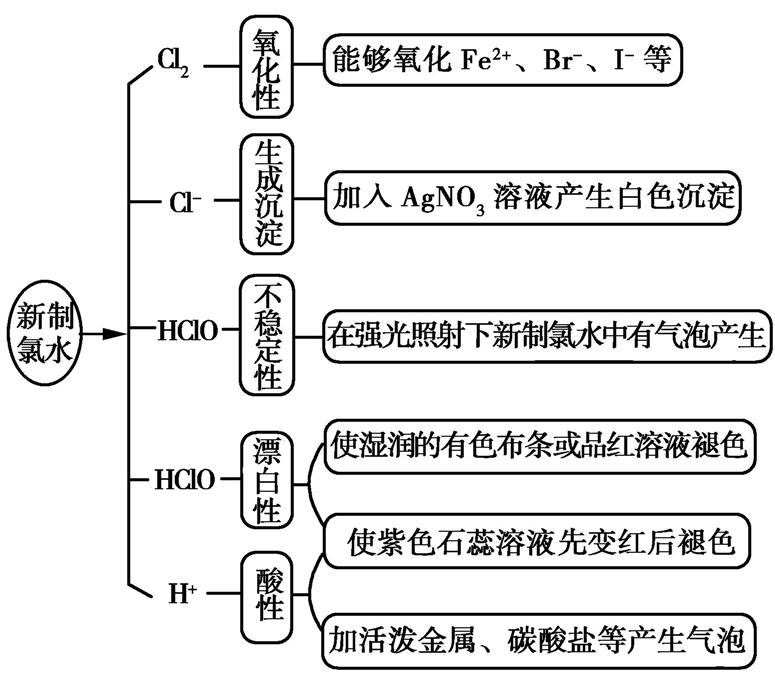 新制
氯水
Cl₂
氧化性
能够氧化 Fe²⁺、Br⁻、I⁻ 等
Cl⁻
生成沉淀
加入 AgNO₃ 溶液产生白色沉淀
HClO
不稳定性
在强光照射下新制氯水中有气泡产生
HClO
漂白性
使湿润的有色布条或品红溶液褪色
使紫色石蕊溶液先变红后褪色
H⁺
酸性
加活泼金属、碳酸盐等产生气泡